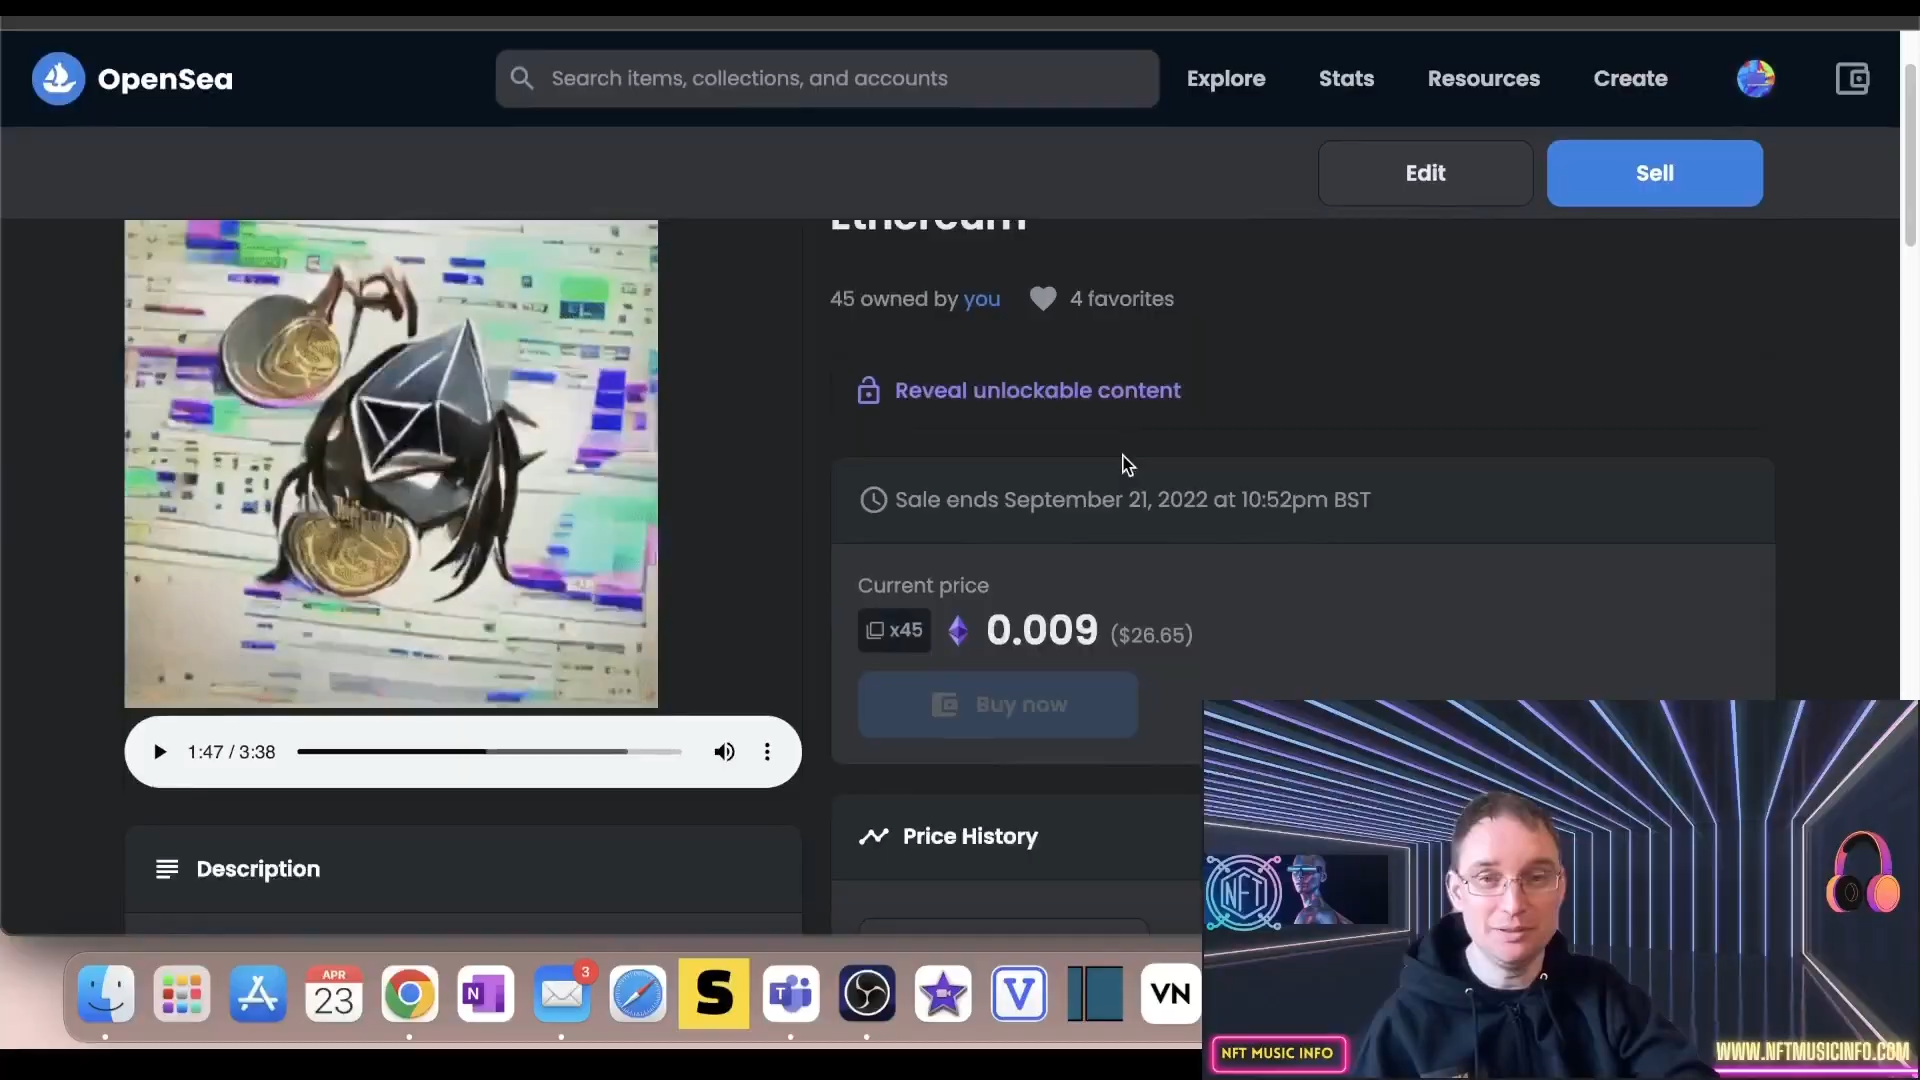 OpenSea
Search items, collections, and accounts
Explore
Stats
Resources
Create
Edit
Sell
Ethereum
45 owned by you
4 favorites
Reveal unlockable content
Sale ends September 21, 2022 at 10:52pm BST
Current price
x45
0.009 ($26.65)
Buy now
1:47 / 3:38
Price History
Description
NFT
APR
23
N
3
S
T
V
VN
NFT MUSIC INFO
WWW.NFTMUSICINFO.COM